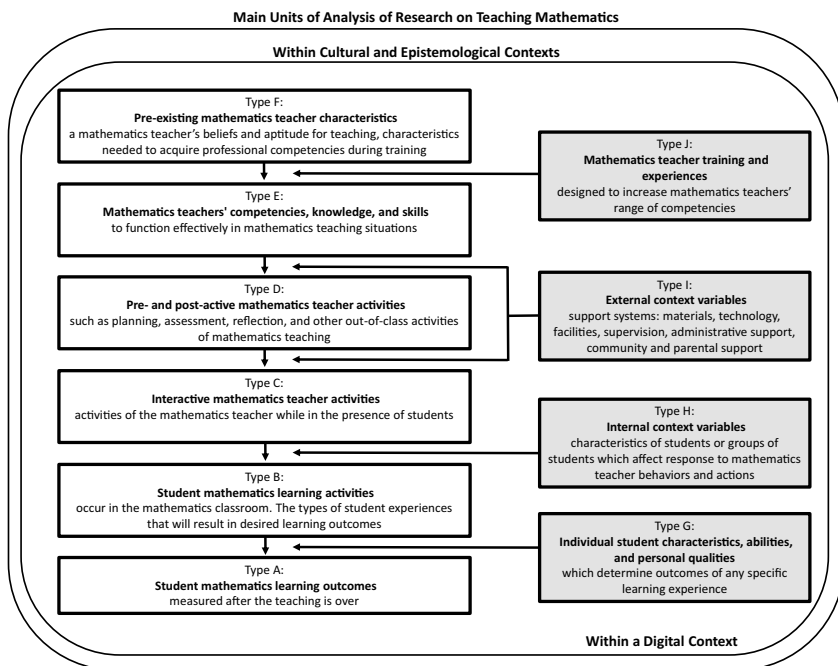 Main Units of Analysis of Research on Teaching Mathematics
Within Cultural and Epistemological Contexts
Type F:
Pre-existing mathematics teacher characteristics
a mathematics teacher's beliefs and aptitude for teaching, characteristics
needed to acquire professional competencies during training
Type J:
Mathematics teacher training and
experiences
designed to increase mathematics teachers'
range of competencies
Type E:
Mathematics teachers' competencies, knowledge, and skills
to function effectively in mathematics teaching situations
Type D:
Pre- and post-active mathematics teacher activities
such as planning, assessment, reflection, and other out-of-class activities
of mathematics teaching
Type I:
External context variables
support systems: materials, technology,
facilities, supervision, administrative support,
community and parental support
Type C:
Interactive mathematics teacher activities
activities of the mathematics teacher while in the presence of students
Type H:
Internal context variables
characteristics of students or groups of
students which affect response to mathematics
teacher behaviors and actions
Type B:
Student mathematics learning activities
occur in the mathematics classroom. The types of student experiences
that will result in desired learning outcomes
Type G:
Individual student characteristics, abilities,
and personal qualities
which determine outcomes of any specific
learning experience
Type A:
Student mathematics learning outcomes
measured after the teaching is over
Within a Digital Context